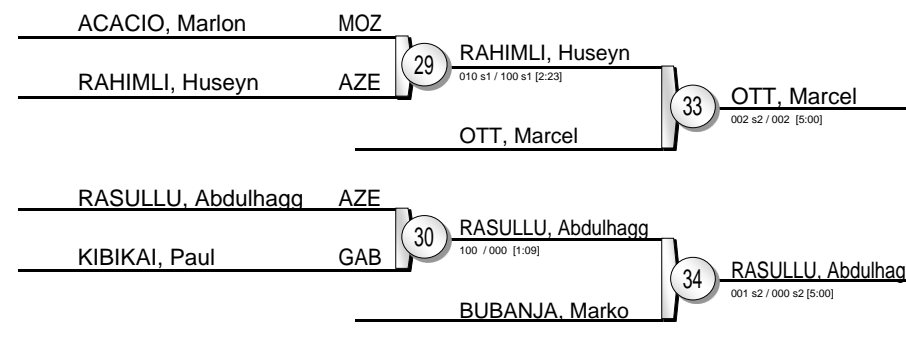 ACACIO, Marlon MOZ
RAHIMLI, Huseyn AZE
29
RAHIMLI, Huseyn
010 s1 / 100 s1 [2:23]
OTT, Marcel
33
OTT, Marcel
002 s2 / 002 [5:00]
RASULLU, Abdulhagg AZE
KIBIKAI, Paul GAB
30
RASULLU, Abdulhagg
100 / 000 [1:09]
BUBANJA, Marko
34
RASULLU, Abdulhag
001 s2 / 000 s2 [5:00]